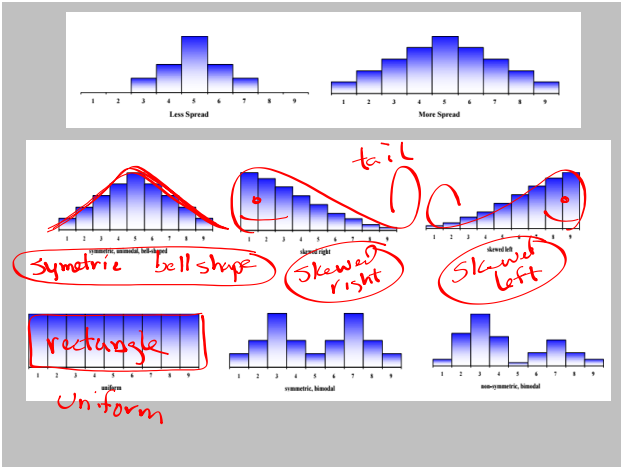 1 2 3 4 5 6 7 8 9
Less Spread
1 2 3 4 5 6 7 8 9
More Spread
tail
1 2 3 4 5 6 7 8 9
symmetric, unimodal, bell-shaped
1 2 3 4 5 6 7 8 9
skewed right
1 2 3 4 5 6 7 8 9
skewed left
symetric bell shape
skewed
right
skewed
left
rectangle
1 2 3 4 5 6 7 8 9
uniform
uniform
1 2 3 4 5 6 7 8 9
symmetric, bimodal
1 2 3 4 5 6 7 8 9
non-symmetric, bimodal